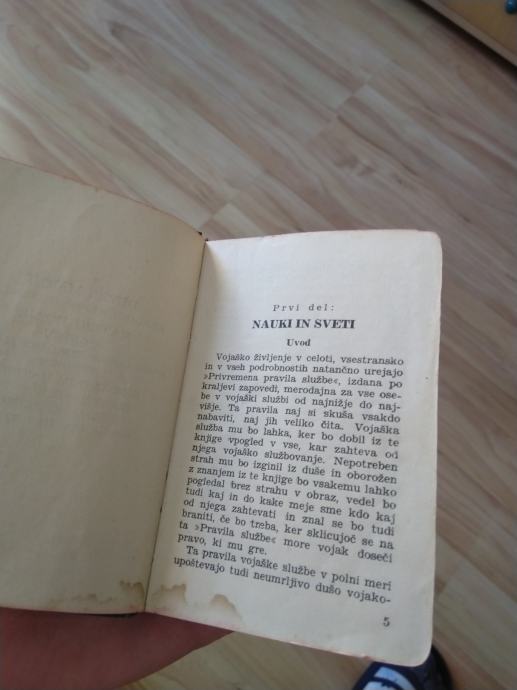 Prvi del:
NAUKI IN SVETI
Uvod
Vojaško življenje v celoti, vsestransko
in v vseh podrobnostih natančno urejajo
»Privremena pravila službe«, izdana po
kraljevi zapovedi, merodajna za vse ose-
be v vojaški službi od najnižje do naj-
višje. Ta pravila naj si skuša vsakdo
nabaviti, naj jih veliko čita. Vojaška
služba mu bo lahka, ker bo dobil iz te
knjige vpogled v vse, kar zahteva od
njega vojaško službovanje. Nepotreben
strah mu bo izginil iz duše in oborožen
z znanjem iz te knjige bo vsakemu lahko
pogledal brez strahu v obraz, vedel bo
tudi kaj in do kake meje sme kdo kaj
od njega zahtevati in znal se bo tudi
braniti, če bo treba, ker sklicujoč se na
ta »Pravila službe« more vojak doseči
pravo, ki mu gre.
Ta pravila vojaške službe v polni meri
upoštevajo tudi neumrljivo dušo vojako-
5